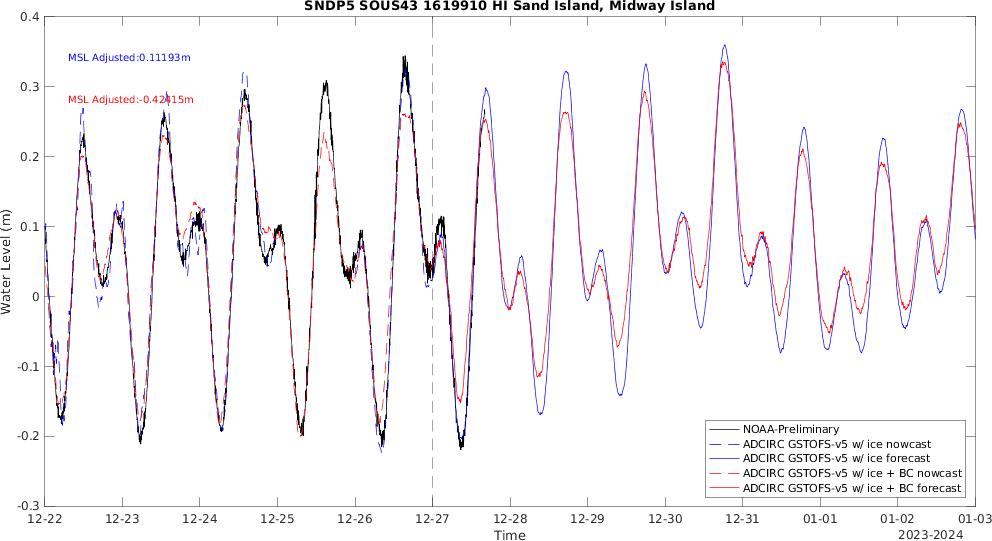 SNDP5 SOUS43 1619910 HI Sand Island, Midway Island
0.4
0.3
0.2
0.1
0
-0.1
-0.2
-0.3
Water Level (m)
MSL Adjusted:0.11193m
MSL Adjusted:-0.42415m
NOAA-Preliminary
ADCIRC GSTOFS-v5 w/ ice nowcast
ADCIRC GSTOFS-v5 w/ ice forecast
ADCIRC GSTOFS-v5 w/ ice + BC nowcast
ADCIRC GSTOFS-v5 w/ ice + BC forecast
12-22 12-23 12-24 12-25 12-26 12-27 12-28 12-29 12-30 12-31 01-01 01-02 01-03
Time
2023-2024